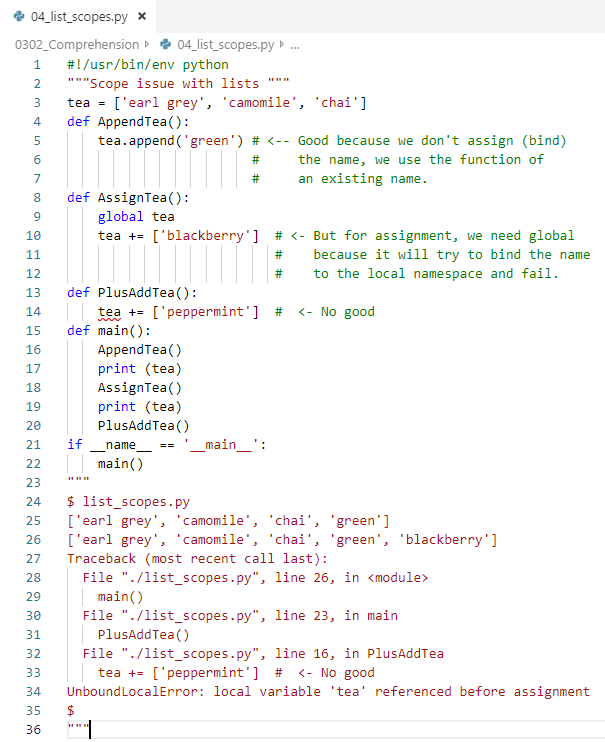 04_list_scopes.py ×
0302_Comprehension › 04_list_scopes.py › ...
1 #!/usr/bin/env python
2 """Scope issue with lists """
3 tea = ['earl grey', 'camomile', 'chai']
4 def AppendTea():
5     tea.append('green') # <-- Good because we don't assign (bind)
6                         #     the name, we use the function of
7                         #     an existing name.
8 def AssignTea():
9     global tea
10     tea += ['blackberry']  # <- But for assignment, we need global
11                            #    because it will try to bind the name
12                            #    to the local namespace and fail.
13 def PlusAddTea():
14     tea += ['peppermint']  #  <- No good
15 def main():
16     AppendTea()
17     print (tea)
18     AssignTea()
19     print (tea)
20     PlusAddTea()
21 if __name__ == '__main__':
22     main()
23 """
24 $ list_scopes.py
25 ['earl grey', 'camomile', 'chai', 'green']
26 ['earl grey', 'camomile', 'chai', 'green', 'blackberry']
27 Traceback (most recent call last):
28   File "./list_scopes.py", line 26, in <module>
29     main()
30   File "./list_scopes.py", line 23, in main
31     PlusAddTea()
32   File "./list_scopes.py", line 16, in PlusAddTea
33     tea += ['peppermint']  #  <- No good
34 UnboundLocalError: local variable 'tea' referenced before assignment
35 $
36 """